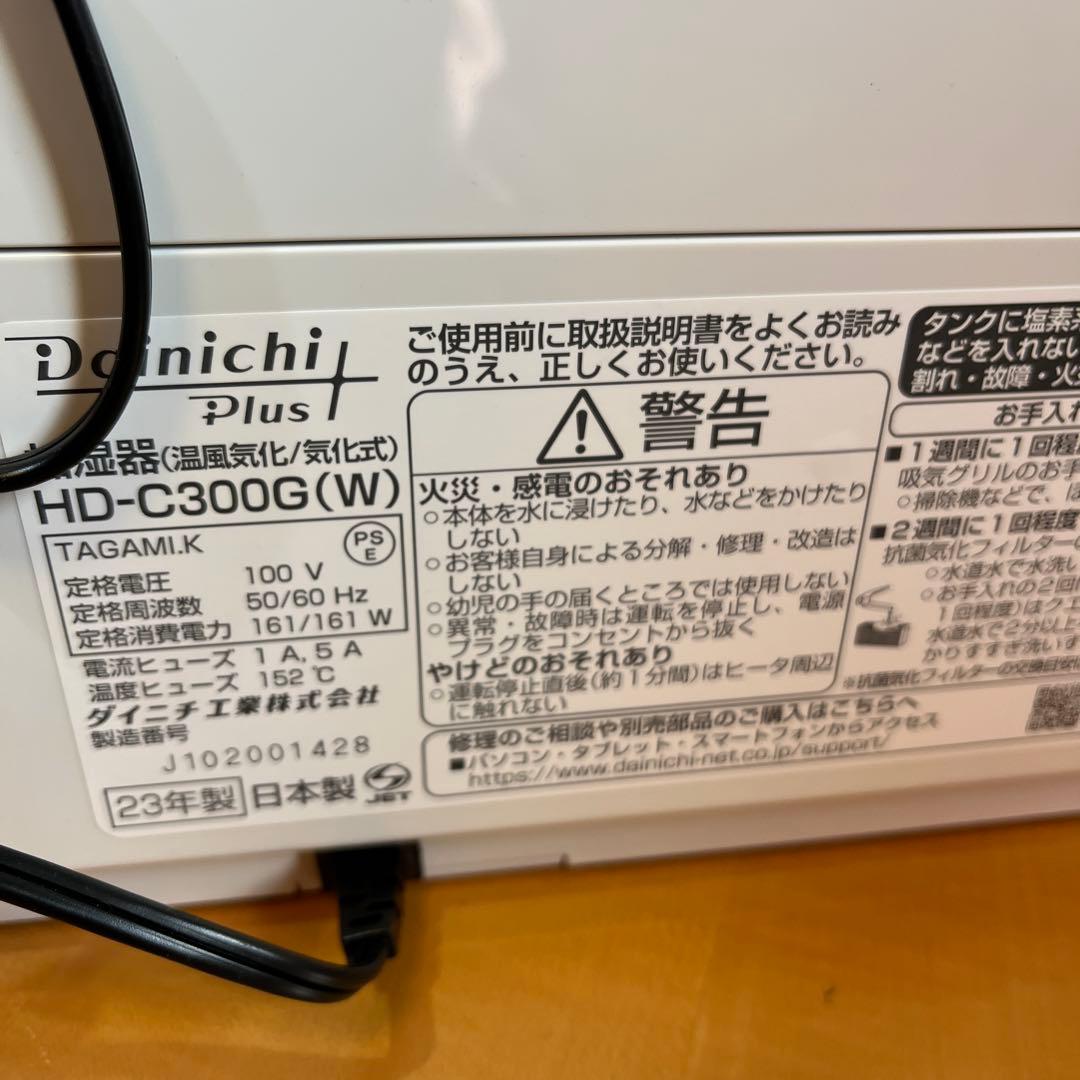 Dainichi
Plus
加湿器(温風気化/気化式)
HD-C300G(W)
TAGAMI.K
PS
E
定格電圧 100 V
定格周波数 50/60 Hz
定格消費電力 161/161 W
電流ヒューズ 1 A, 5 A
温度ヒューズ 152 ℃
ダイニチ工業株式会社
製造番号
J102001428
23年製 日本製 JET
ご使用前に取扱説明書をよくお読み
のうえ、正しくお使いください。
警告
火災・感電のおそれあり
○本体を水に浸けたり、水などをかけたり
しない
○お客様自身による分解・修理・改造は
しない
○幼児の手の届くところでは使用しない
○異常・故障時は運転を停止し、電源
プラグをコンセントから抜く
やけどのおそれあり
○運転停止直後(約1分間)はヒータ周辺
に触れない
修理のご相談や別売部品のご購入はこちらへ
■パソコン・タブレット・スマートフォンからアクセス
https://www.dainichi-net.co.jp/support/
タンクに塩素系
などを入れない
割れ・故障・火
お手入れ
■1週間に1回程度
吸気グリルのお手
○掃除機などで、ほ
■2週間に1回程度
抗菌気化フィルターの
○水道水で水洗い
○お手入れの2回
1回程度)はクエ
水道水で2分以上
かりすすぎ洗い
※抗菌気化フィルターの交換目安は